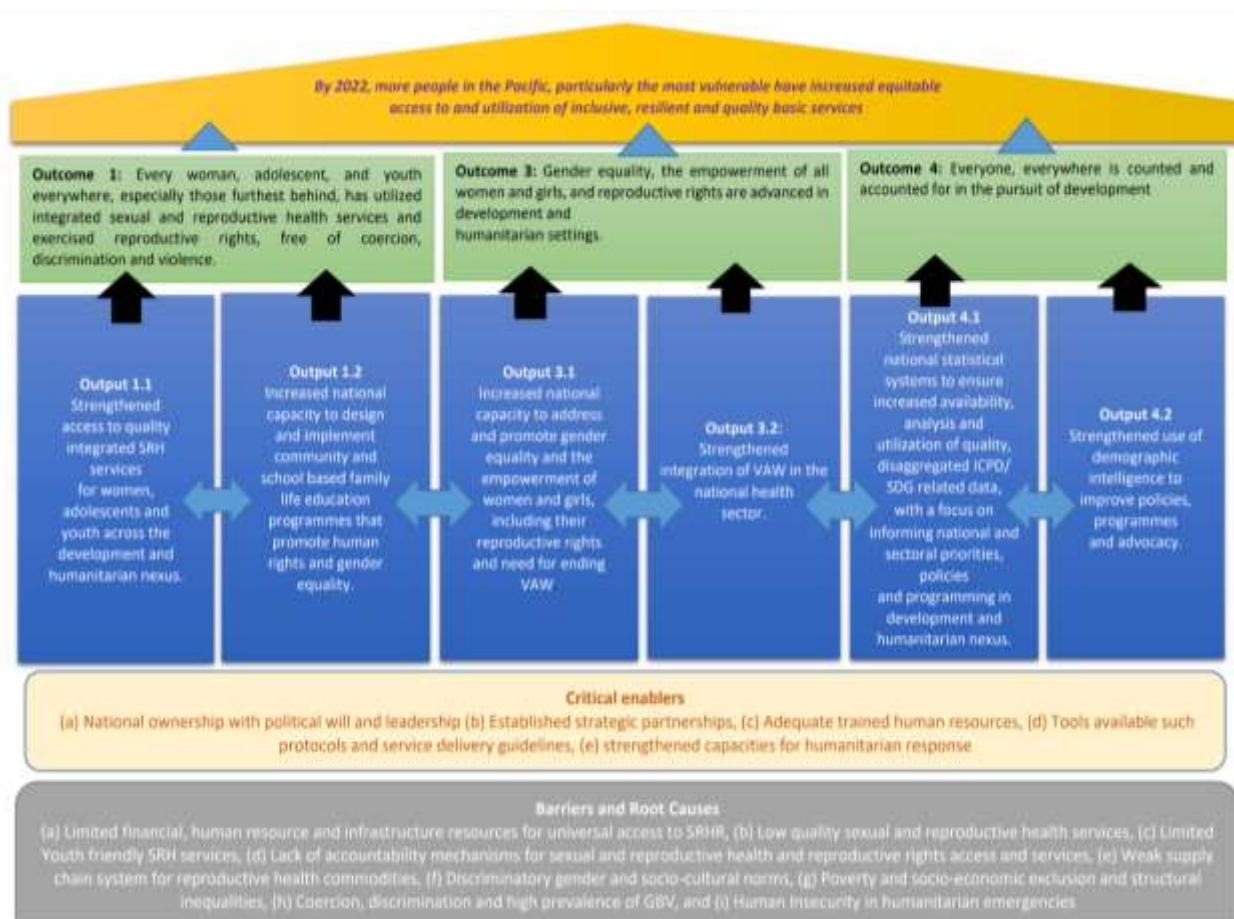 By 2022, more people in the Pacific, particularly the most vulnerable have increased equitable
access to and utilization of inclusive, resilient and quality basic services
Outcome 1: Every woman, adolescent, and youth
everywhere, especially those furthest behind, has utilized
integrated sexual and reproductive health services and
exercised reproductive rights, free of coercion,
discrimination and violence.
Outcome 3: Gender equality, the empowerment of all
women and girls, and reproductive rights are advanced in
development and
humanitarian settings.
Outcome 4: Everyone, everywhere is counted and
accounted for in the pursuit of development
Output 1.1
Strengthened
access to quality
integrated SRH
services
for women,
adolescents and
youth across the
development and
humanitarian nexus.
Output 1.2
Increased national
capacity to design
and implement
community and
school based family
life education
programmes that
promote human
rights and gender
equality.
Output 3.1
Increased national
capacity to address
and promote gender
equality and the
empowerment of
women and girls,
including their
reproductive rights
and need for ending
VAW
Output 3.2:
Strengthened
integration of VAW in the
national health
sector.
Output 4.1
Strengthened
national statistical
systems to ensure
increased availability,
analysis and
utilization of quality,
disaggregated ICPD/
SDG related data,
with a focus on
informing national and
sectoral priorities,
policies
and programming in
development and
humanitarian nexus.
Output 4.2
Strengthened use of
demographic
intelligence to
improve policies,
programmes
and advocacy.
Critical enablers
(a) National ownership with political will and leadership (b) Established strategic partnerships, (c) Adequate trained human resources, (d) Tools available such
protocols and service delivery guidelines, (e) strengthened capacities for humanitarian response
Barriers and Root Causes
(a) Limited financial, human resource and infrastructure resources for universal access to SRHR, (b) Low quality sexual and reproductive health services, (c) Limited
Youth friendly SRH services, (d) Lack of accountability mechanisms for sexual and reproductive health and reproductive rights access and services, (e) Weak supply
chain system for reproductive health commodities, (f) Discriminatory gender and socio-cultural norms, (g) Poverty and socio-economic exclusion and structural
inequalities, (h) Coercion, discrimination and high prevalence of GBV, and (i) Human Insecurity in humanitarian emergencies